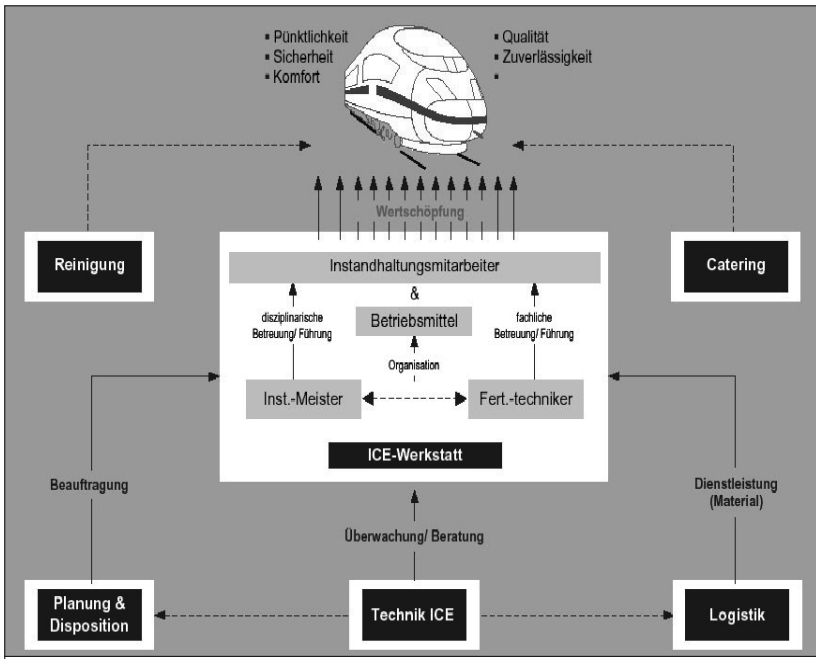 ▪ Pünktlichkeit
▪ Sicherheit
▪ Komfort
▪ Qualität
▪ Zuverlässigkeit
▪
Wertschöpfung
Reinigung
Catering
Instandhaltungsmitarbeiter
&
Betriebsmittel
disziplinarische
Betreuung/ Führung
fachliche
Betreuung/ Führung
Organisation
Inst.-Meister
Fert.-techniker
ICE-Werkstatt
Beauftragung
Dienstleistung
(Material)
Überwachung/ Beratung
Planung &
Disposition
Technik ICE
Logistik